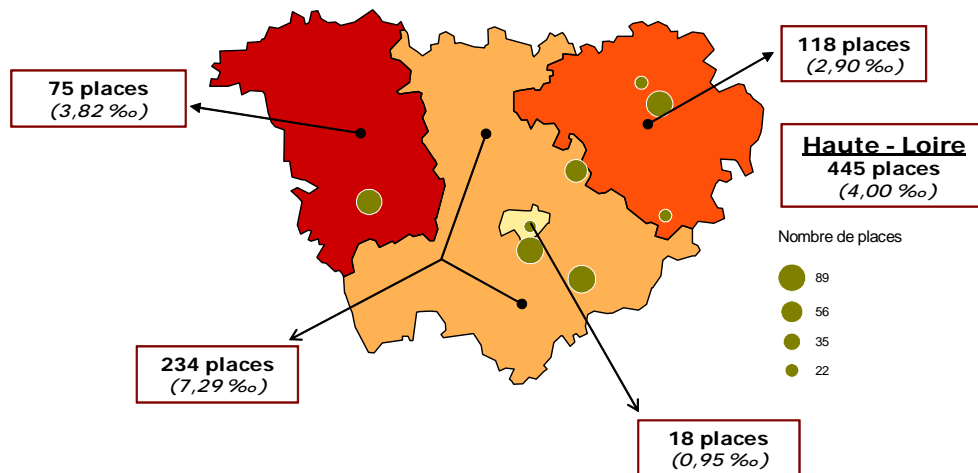 118 places
(2,90 ‰)
75 places
(3,82 ‰)
Haute - Loire
445 places
(4,00 ‰)
Nombre de places
89
56
35
22
234 places
(7,29 ‰)
18 places
(0,95 ‰)